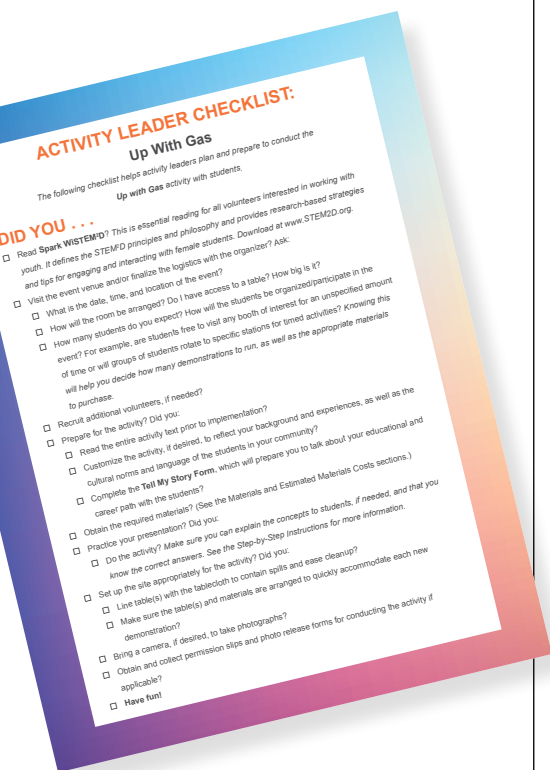 ACTIVITY LEADER CHECKLIST:
Up With Gas
The following checklist helps activity leaders plan and prepare to conduct the
Up with Gas activity with students.
DID YOU . . .
Read Spark WiSTEM²D? This is essential reading for all volunteers interested in working with
youth. It defines the STEM²D principles and philosophy and provides research-based strategies
and tips for engaging and interacting with female students. Download at www.STEM2D.org.
Visit the event venue and/or finalize the logistics with the organizer? Ask:
What is the date, time, and location of the event?
How will the room be arranged? Do I have access to a table? How big is it?
How many students do you expect? How will the students be organized/participate in the
event? For example, are students free to visit any booth of interest for an unspecified amount
of time or will groups of students rotate to specific stations for timed activities? Knowing this
will help you decide how many demonstrations to run, as well as the appropriate materials
to purchase.
Recruit additional volunteers, if needed?
Prepare for the activity? Did you:
Read the entire activity text prior to implementation?
Customize the activity, if desired, to reflect your background and experiences, as well as the
cultural norms and language of the students in your community?
Complete the Tell My Story Form, which will prepare you to talk about your educational and
career path with the students?
Obtain the required materials? (See the Materials and Estimated Materials Costs sections.)
Practice your presentation? Did you:
Do the activity? Make sure you can explain the concepts to students, if needed, and that you
know the correct answers. See the Step-by-Step Instructions for more information.
Set up the site appropriately for the activity? Did you:
Line table(s) with the tablecloth to contain spills and ease cleanup?
Make sure the table(s) and materials are arranged to quickly accommodate each new
demonstration?
Bring a camera, if desired, to take photographs?
Obtain and collect permission slips and photo release forms for conducting the activity if
applicable?
Have fun!